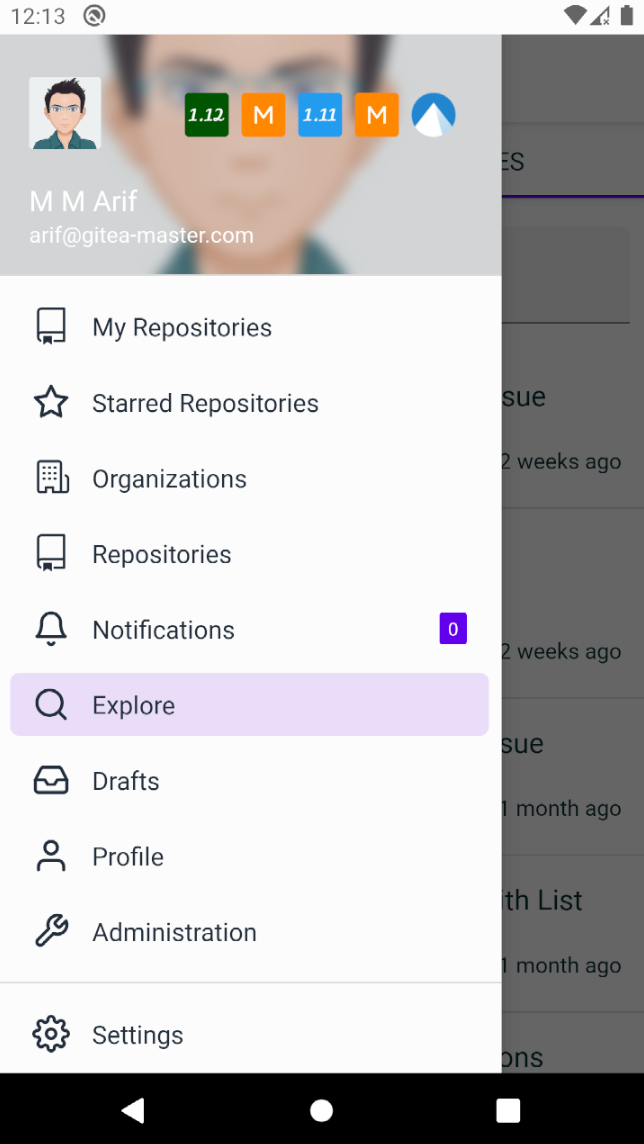 12:13
1.12 M 1.11 M
M M Arif
arif@gitea-master.com
My Repositories
Starred Repositories
Organizations
Repositories
Notifications 0
Explore
Drafts
Profile
Administration
Settings
ES
sue
2 weeks ago
2 weeks ago
sue
1 month ago
ith List
1 month ago
ons